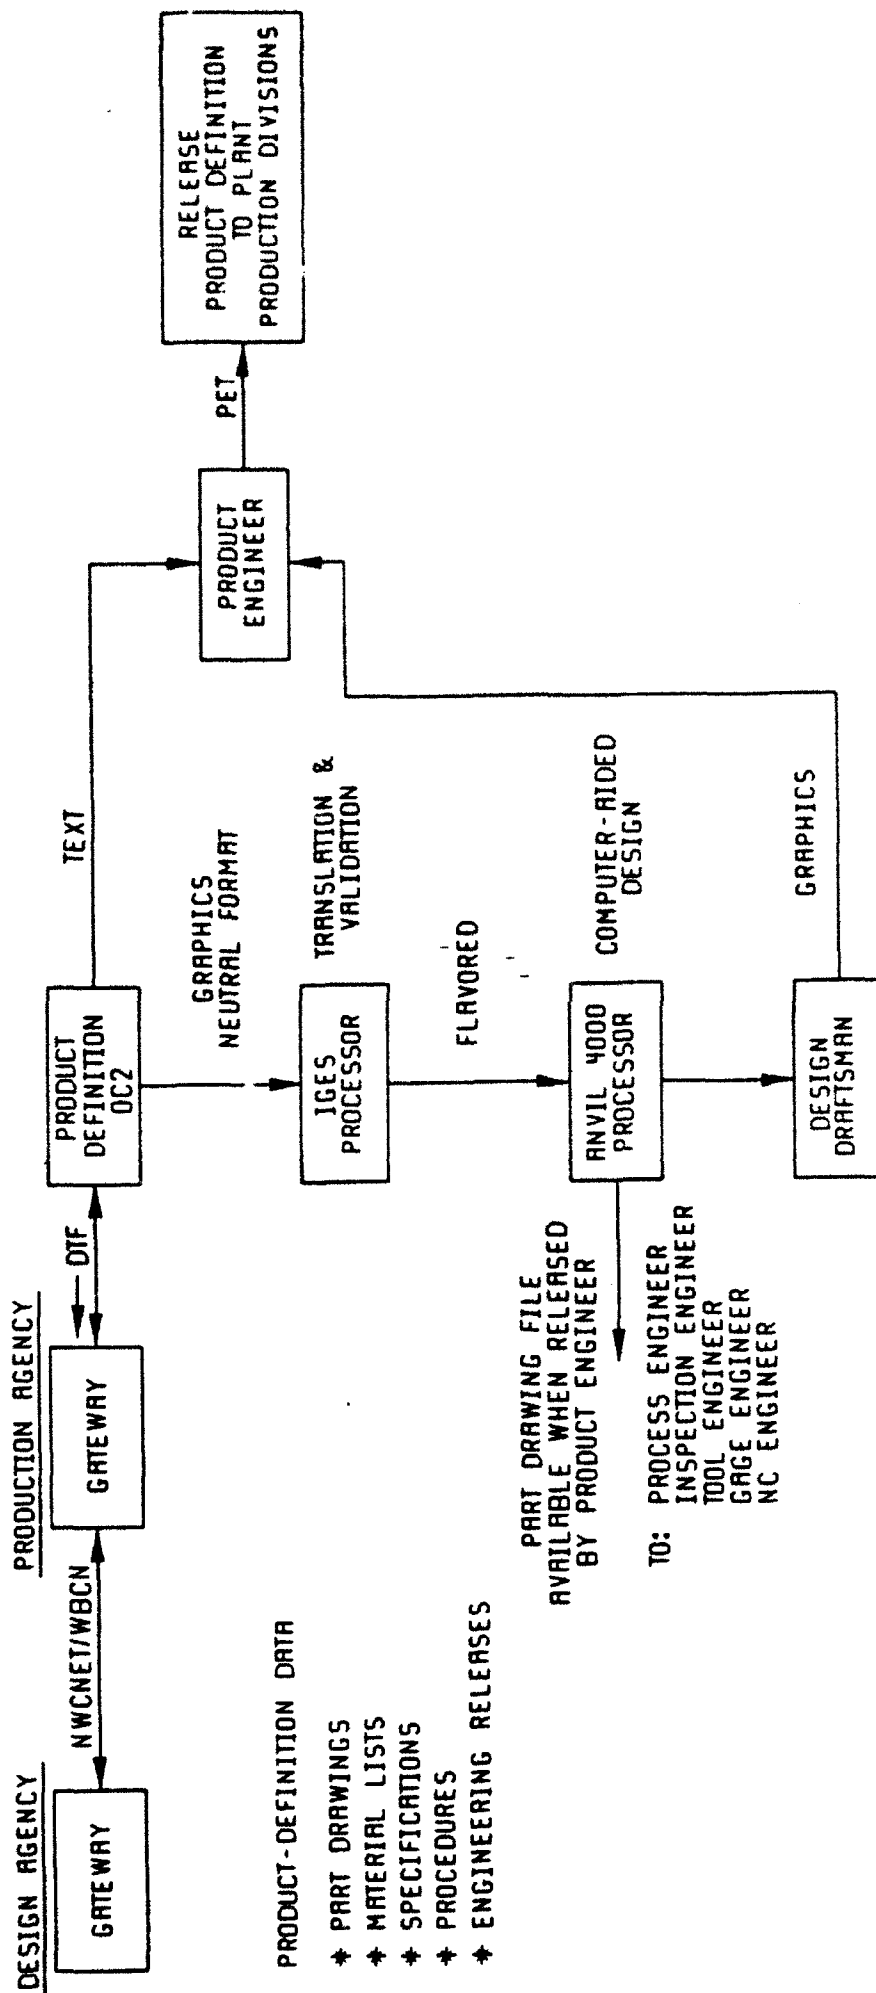 DESIGN AGENCY
GATEWAY
NWCNET/WBCN
PRODUCTION AGENCY
GATEWAY
DTF
PRODUCT
DEFINITION
OC2
TEXT
PRODUCT
ENGINEER
PET
RELEASE
PRODUCT DEFINITION
TO PLANT
PRODUCTION DIVISIONS
GRAPHICS
NEUTRAL FORMAT
IGES
PROCESSOR
TRANSLATION &
VALIDATION
FLAVORED
ANVIL 4000
PROCESSOR
COMPUTER-AIDED
DESIGN
DESIGN
DRAFTSMAN
GRAPHICS
PART DRAWING FILE
AVAILABLE WHEN RELEASED
BY PRODUCT ENGINEER
TO: PROCESS ENGINEER
INSPECTION ENGINEER
TOOL ENGINEER
GAGE ENGINEER
NC ENGINEER
PRODUCT-DEFINITION DATA
* PART DRAWINGS
* MATERIAL LISTS
* SPECIFICATIONS
* PROCEDURES
* ENGINEERING RELEASES